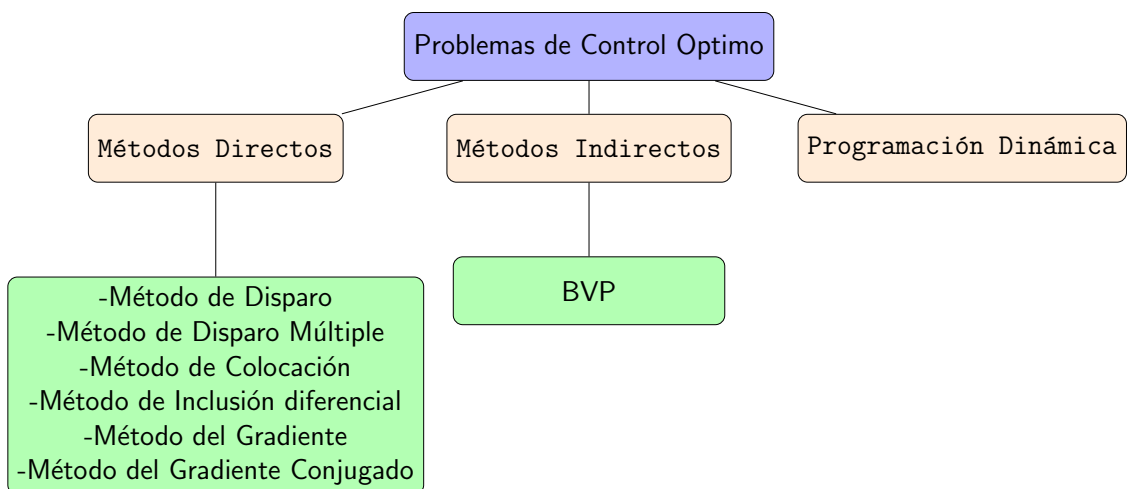 Problemas de Control Optimo
Métodos Directos
Métodos Indirectos
Programación Dinámica
-Método de Disparo
-Método de Disparo Múltiple
-Método de Colocación
-Método de Inclusión diferencial
-Método del Gradiente
-Método del Gradiente Conjugado
BVP